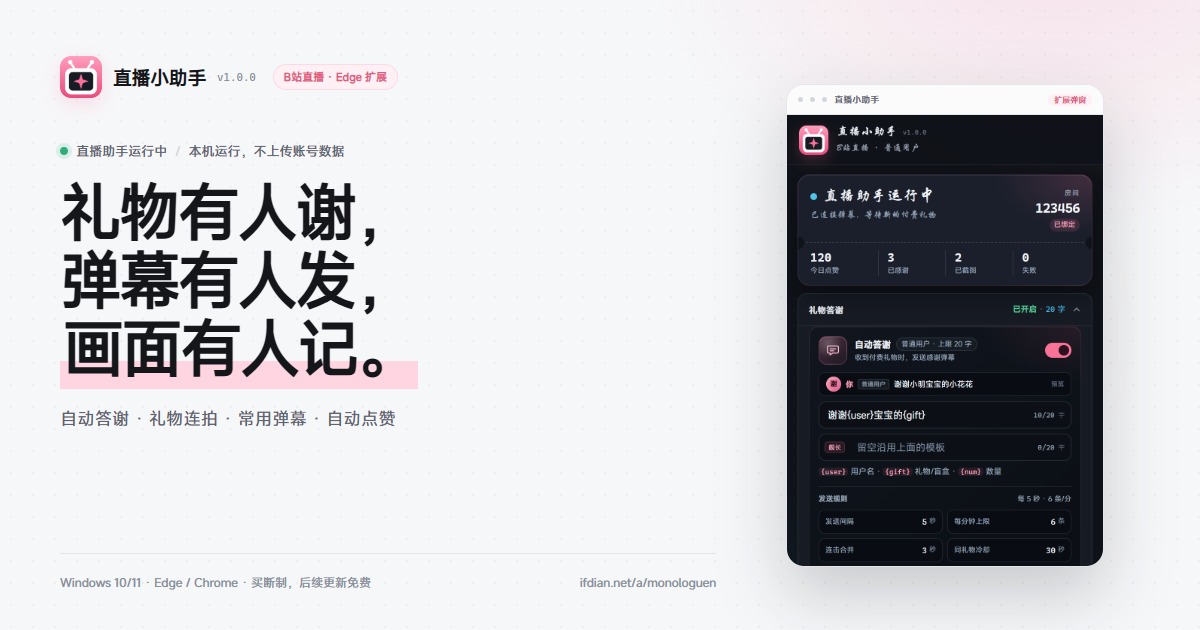 直播小助手 v1.0.0 B站直播 · Edge 扩展
直播助手运行中 / 本机运行，不上传账号数据
礼物有人谢，
弹幕有人发，
画面有人记。
自动答谢 · 礼物连拍 · 常用弹幕 · 自动点赞
Windows 10/11 · Edge / Chrome · 买断制，后续更新免费
ifdian.net/a/monologuen
直播小助手 扩展弹窗
直播小助手 v1.0.0
B站直播 · 普通用户
直播助手运行中
已连接弹幕，等待新的付费礼物
房间
123456
已绑定
120 3 2 0
今日点赞 已感谢 已截图 失败
礼物答谢 已开启 · 20 字
自动答谢 普通用户 · 上限 20 字
收到付费礼物时，发送感谢弹幕
谢 你 普通用户 谢谢小明宝宝的小花花 预览
谢谢{user}宝宝的{gift} 10/20 字
舰长 留空沿用上面的模板 0/20 字
{user} 用户名 · {gift} 礼物/盲盒 · {num} 数量
发送规则 每 5 秒 · 6 条/分
发送间隔 5 秒 每分钟上限 6 条
连击合并 3 秒 同礼物冷却 30 秒